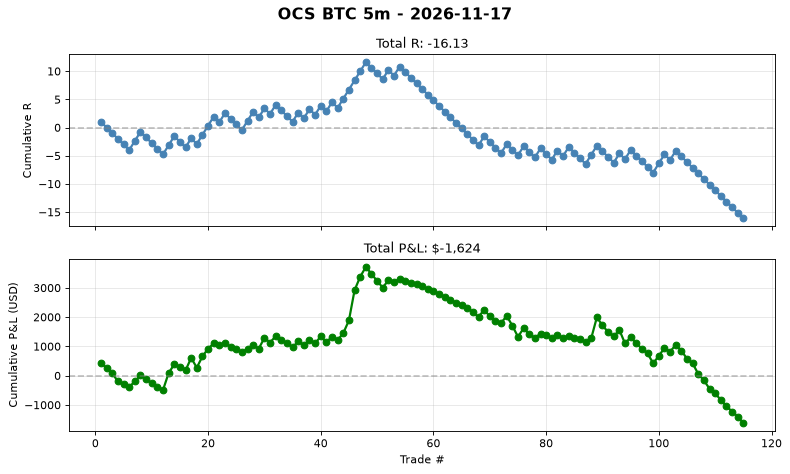 OCS BTC 5m - 2026-11-17
Total R: -16.13
Cumulative R
10
5
0
−5
−10
−15
Total P&L: $-1,624
Cumulative P&L (USD)
3000
2000
1000
0
−1000
0 20 40 60 80 100 120
Trade #